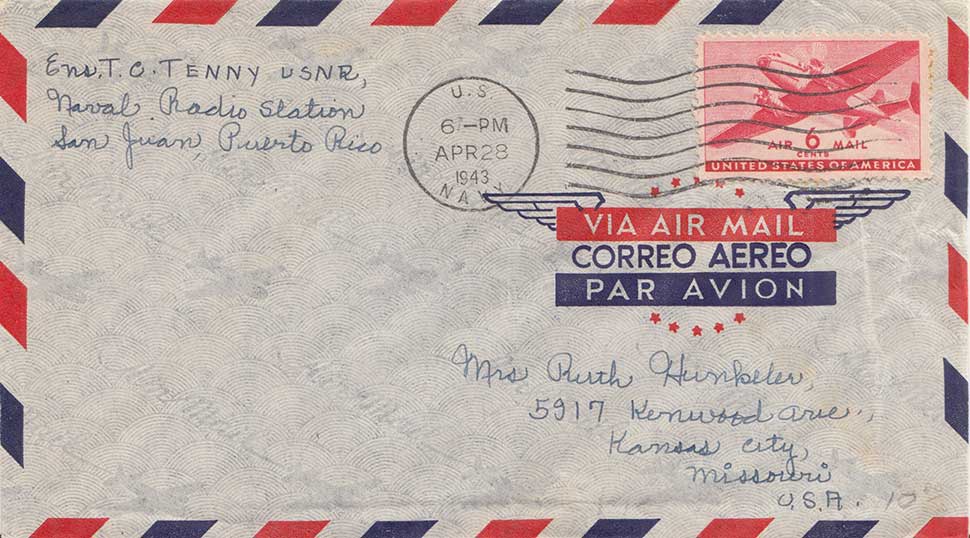 Ens. T. O. TENNY USNR,
Naval Radio Station
San Juan, Puerto Rico
U.S.
6-PM
APR 28
1943
NAVY
AIR 6 MAIL
CENTS
UNITED STATES OF AMERICA
VIA AIR MAIL
CORREO AEREO
PAR AVION
Mrs Ruth Hunkeler,
5917 Kenwood Ave.,
Kansas City,
Missouri
U.S.A.
10